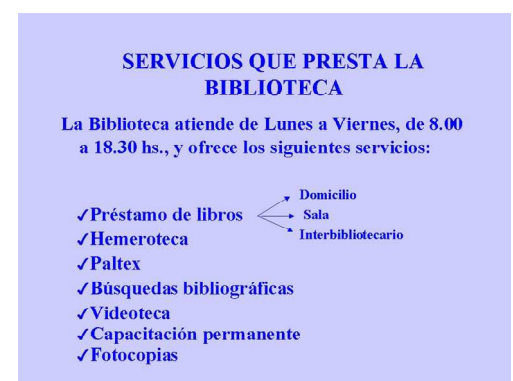 SERVICIOS QUE PRESTA LA
BIBLIOTECA
La Biblioteca atiende de Lunes a Viernes, de 8.00
a 18.30 hs., y ofrece los siguientes servicios:
✓Préstamo de libros
Domicilio
Sala
Interbibliotecario
✓Hemeroteca
✓Paltex
✓Búsquedas bibliográficas
✓Videoteca
✓Capacitación permanente
✓Fotocopias